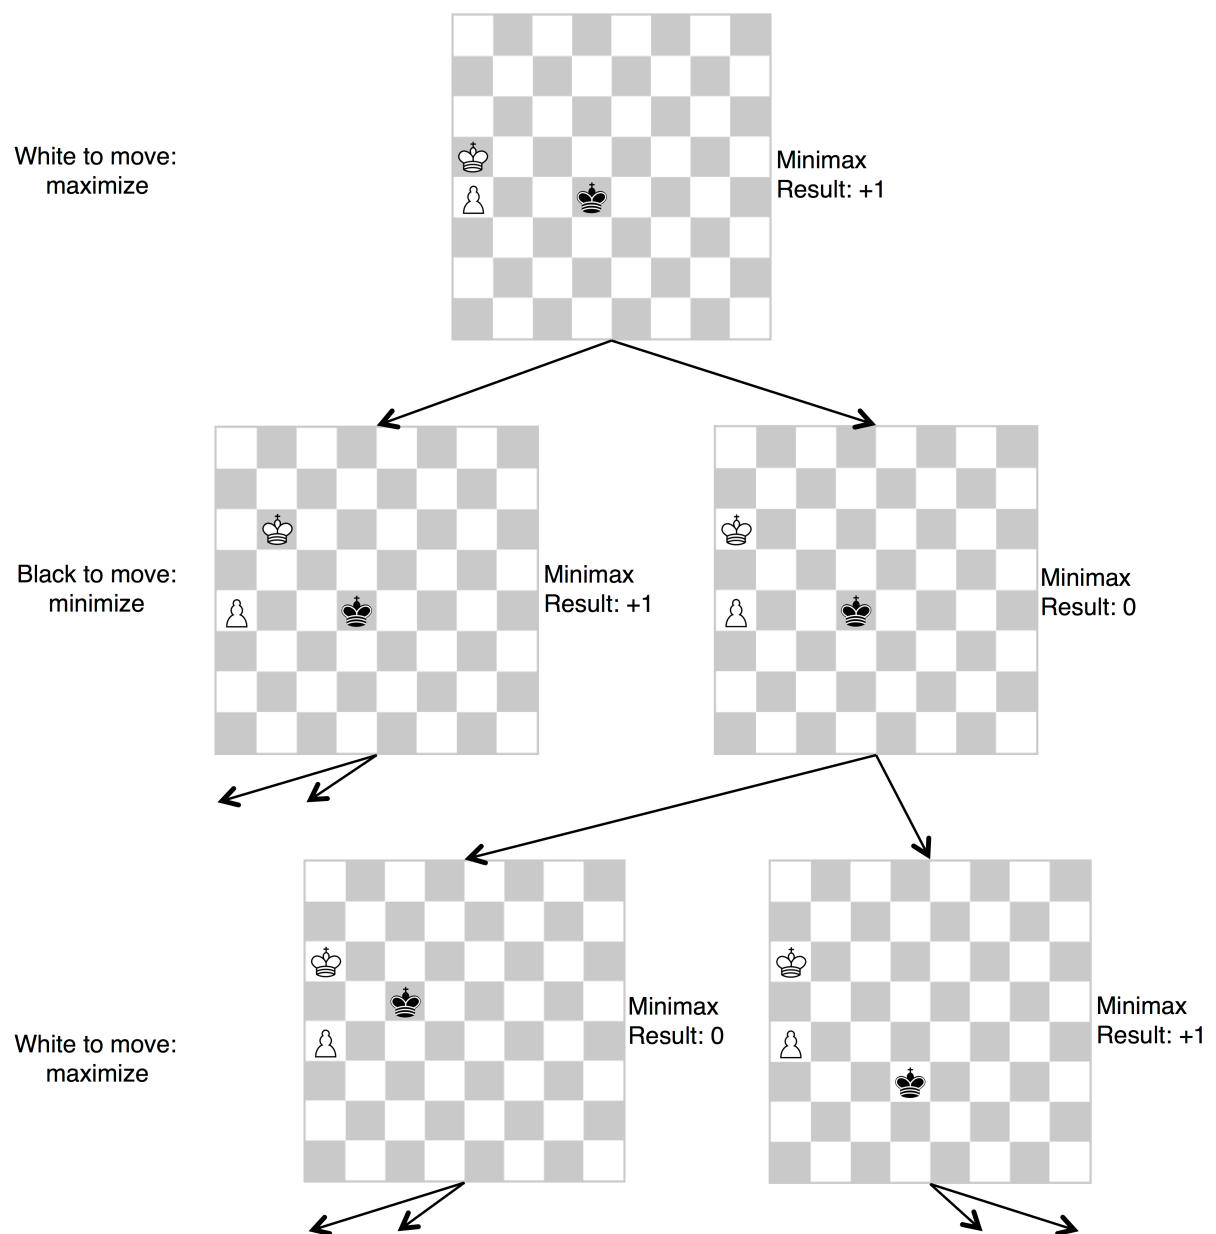 White to move:
maximize
Minimax
Result: +1
Black to move:
minimize
Minimax
Result: +1
Minimax
Result: 0
White to move:
maximize
Minimax
Result: 0
Minimax
Result: +1